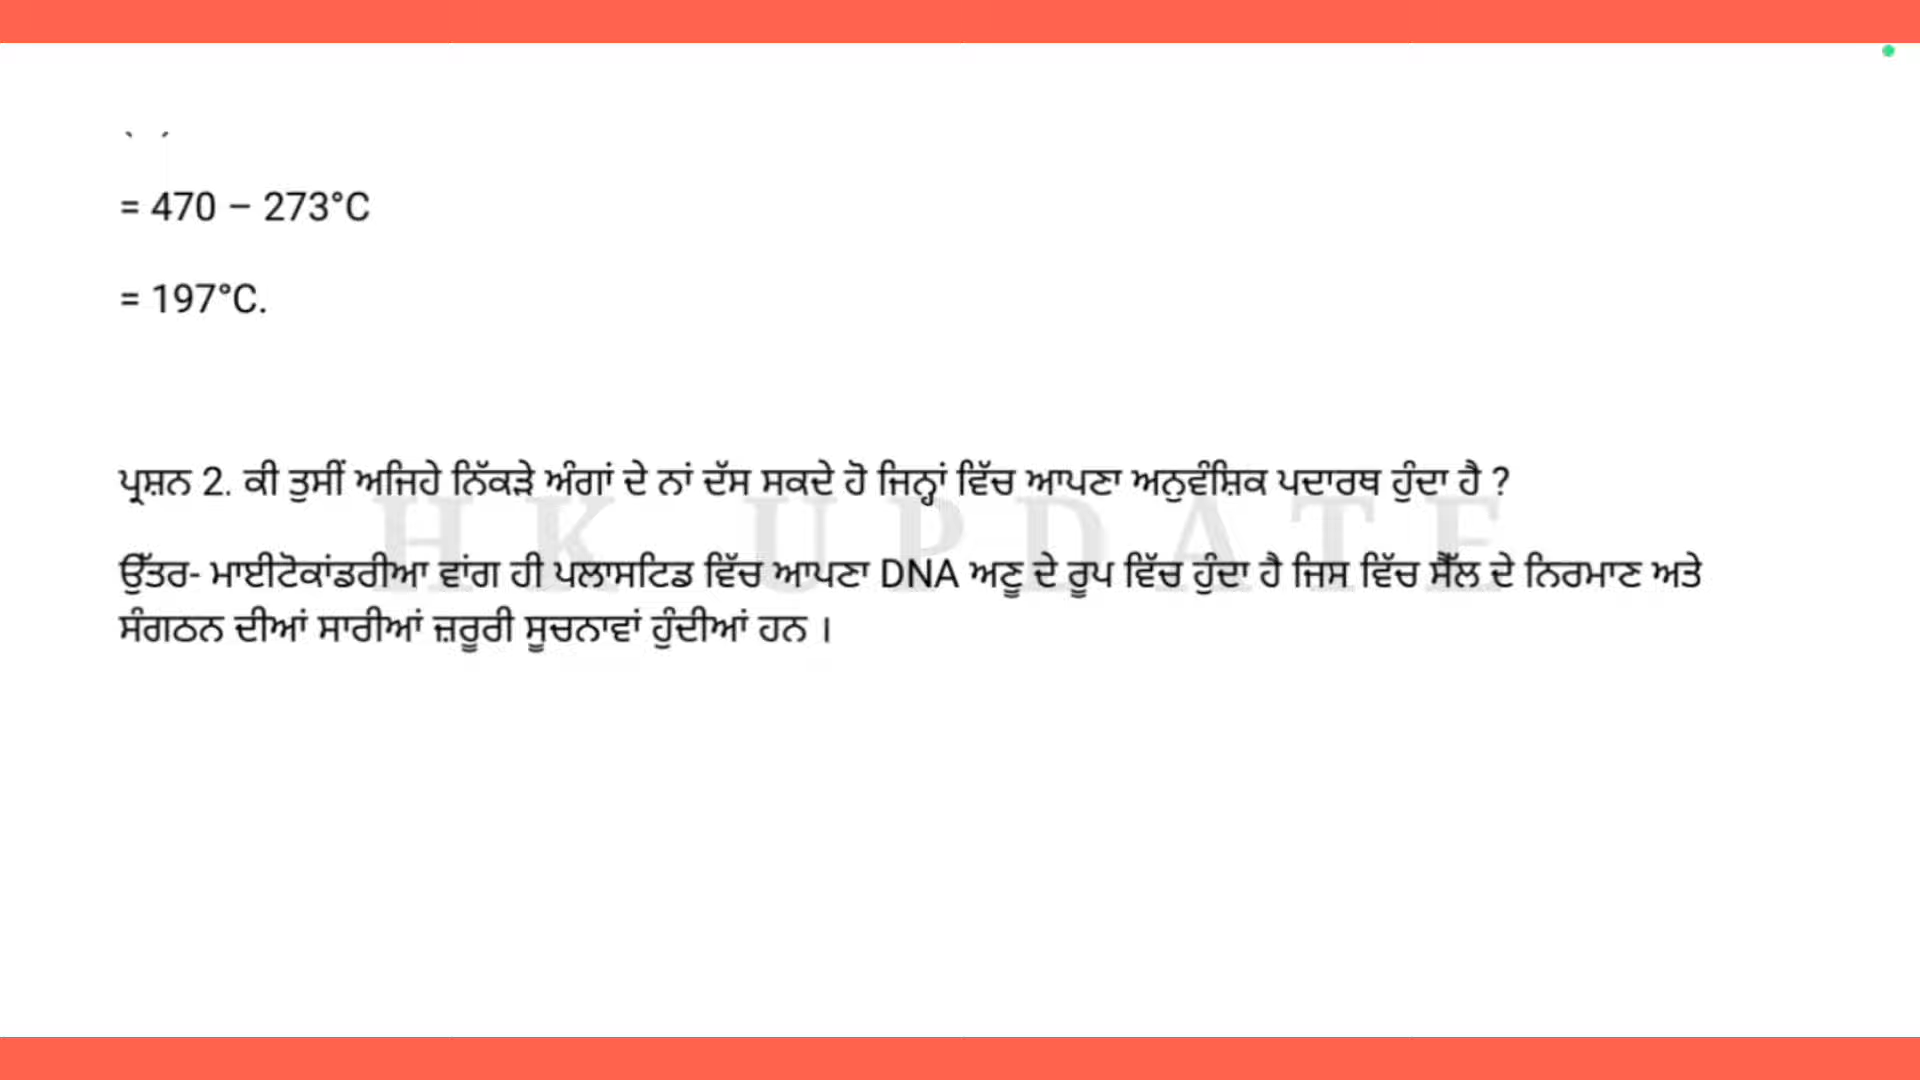 = 470 – 273°C
= 197°C.
ਪ੍ਰਸ਼ਨ 2. ਕੀ ਤੁਸੀਂ ਅਜਿਹੇ ਨਿੱਕੜੇ ਅੰਗਾਂ ਦੇ ਨਾਂ ਦੱਸ ਸਕਦੇ ਹੋ ਜਿਨ੍ਹਾਂ ਵਿੱਚ ਆਪਣਾ ਅਨੁਵੰਸ਼ਿਕ ਪਦਾਰਥ ਹੁੰਦਾ ਹੈ ?
HK UPDATE
ਉੱਤਰ- ਮਾਈਟੋਕਾਂਡਰੀਆ ਵਾਂਗ ਹੀ ਪਲਾਸਟਿਡ ਵਿੱਚ ਆਪਣਾ DNA ਅਣੂ ਦੇ ਰੂਪ ਵਿੱਚ ਹੁੰਦਾ ਹੈ ਜਿਸ ਵਿੱਚ ਸੈੱਲ ਦੇ ਨਿਰਮਾਣ ਅਤੇ
ਸੰਗਠਨ ਦੀਆਂ ਸਾਰੀਆਂ ਜ਼ਰੂਰੀ ਸੂਚਨਾਵਾਂ ਹੁੰਦੀਆਂ ਹਨ ।